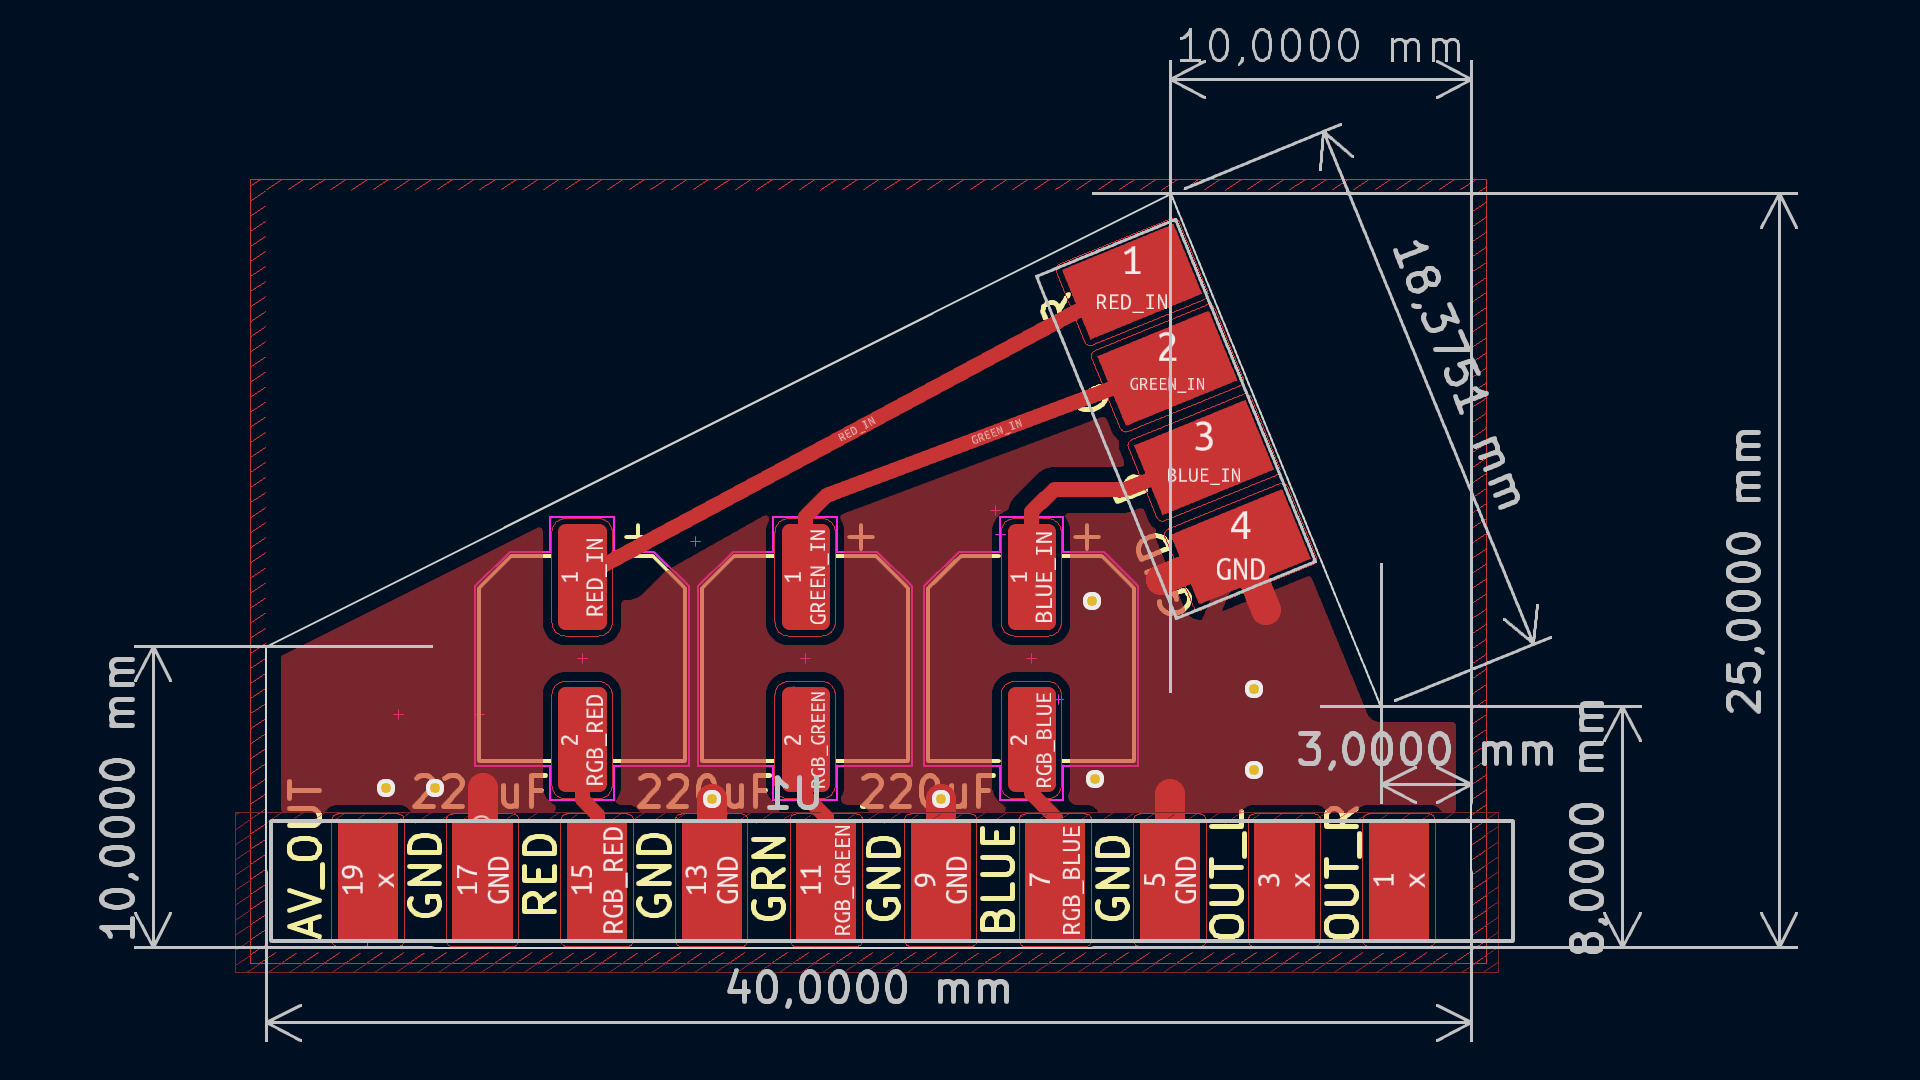 10,0000 mm
18,3751 mm
25,0000 mm
1
RED_IN
R
2
GREEN_IN
3
BLUE_IN
4
GND
RED_IN
GREEN_IN
+
+
+
1
RED_IN
1
GREEN_IN
1
BLUE_IN
2
RGB_RED
2
RGB_GREEN
2
RGB_BLUE
10,0000 mm
3,0000 mm
8,0000 mm
220uF
220uF
220uF
U1
AV_OUT
19
x
GND
17
GND
RED
15
RGB_RED
GND
13
GND
GRN
11
RGB_GREEN
GND
9
GND
BLUE
7
RGB_BLUE
GND
5
GND
OUT_L
3
x
OUT_R
1
x
40,0000 mm